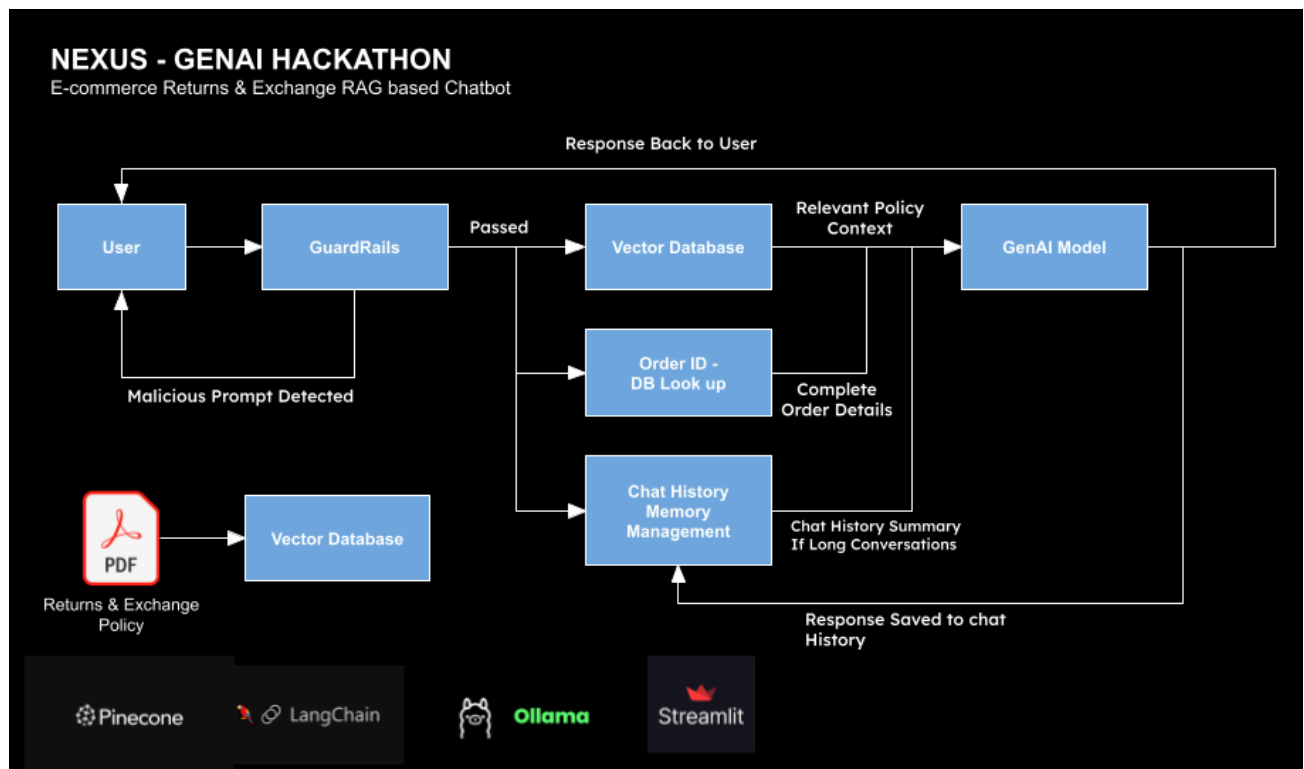 NEXUS - GENAI HACKATHON
E-commerce Returns & Exchange RAG based Chatbot
Response Back to User
User
GuardRails
Passed
Vector Database
Relevant Policy
Context
GenAI Model
Malicious Prompt Detected
Order ID -
DB Look up
Complete
Order Details
Chat History
Memory
Management
Chat History Summary
If Long Conversations
PDF
Vector Database
Returns & Exchange
Policy
Response Saved to chat
History
Pinecone
LangChain
Ollama
Streamlit